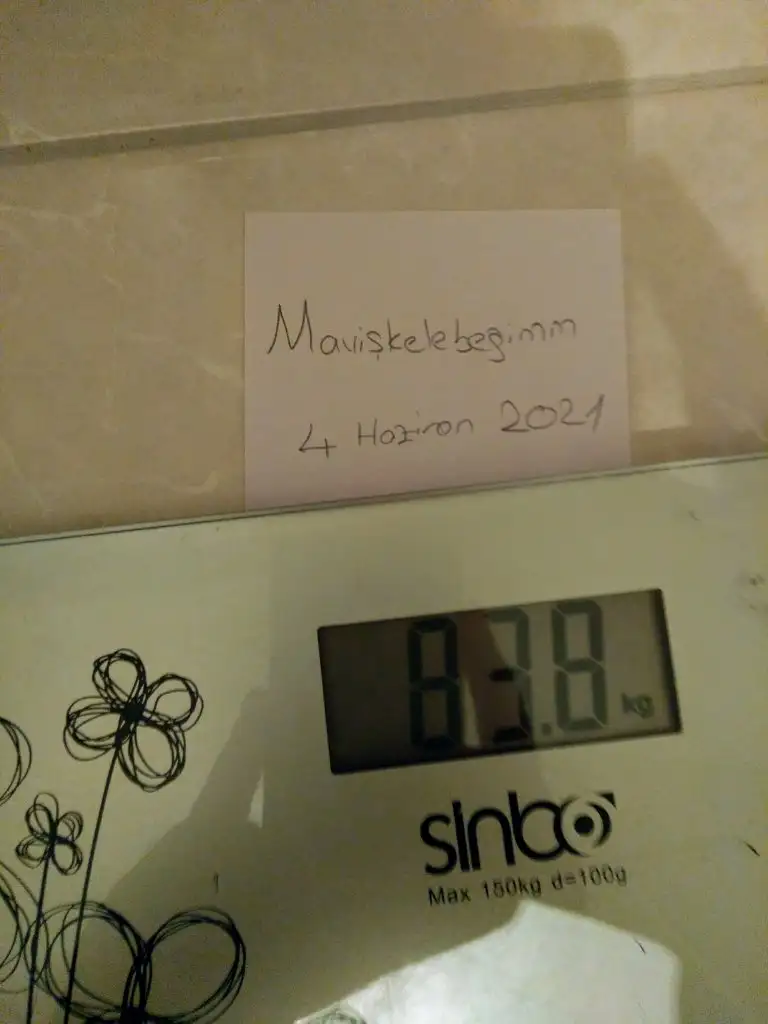 Mavişkelebeğimm
4 Haziran 2021
83.8 kg
sinbo
Max 150kg d=100g